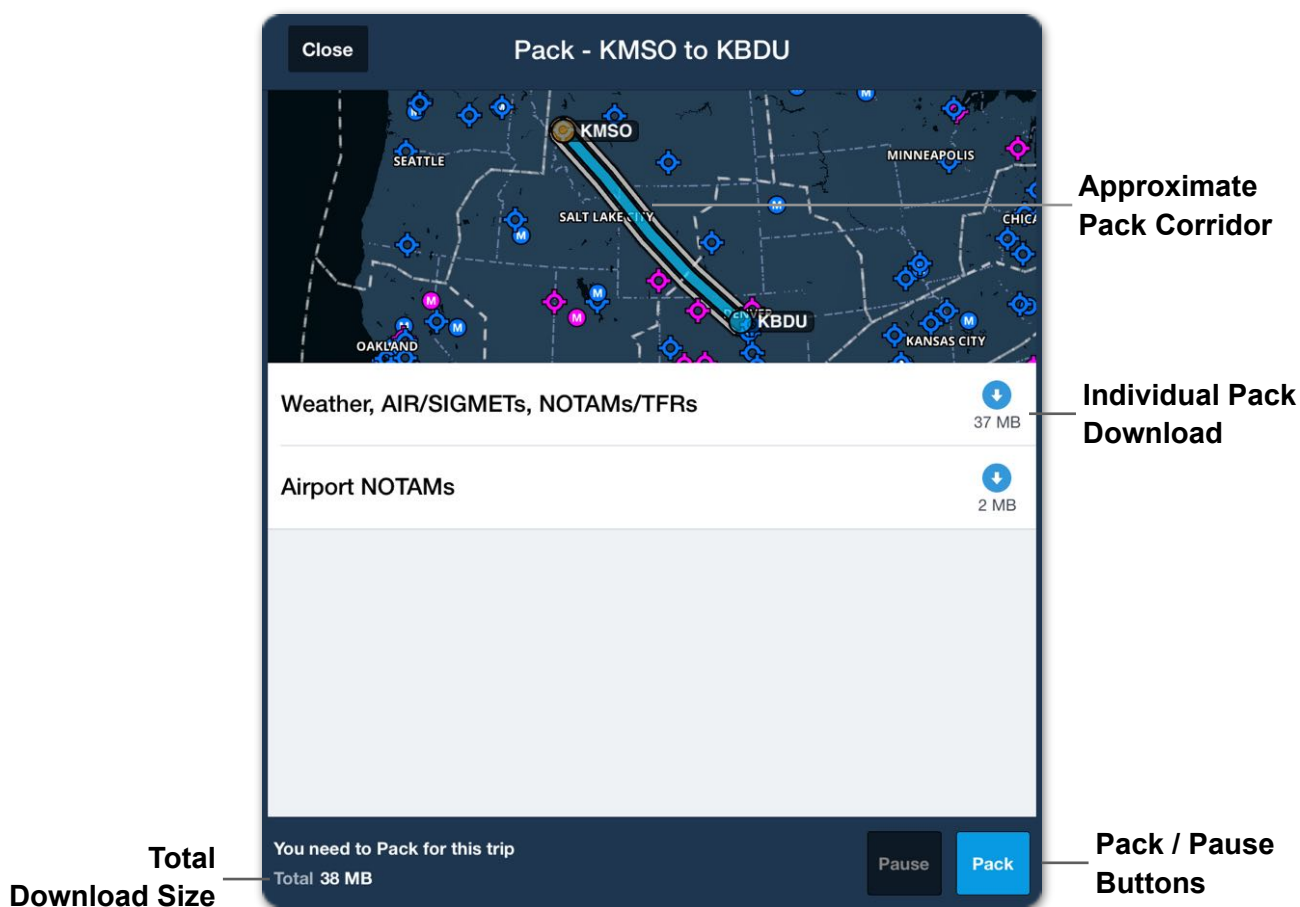 Close
Pack - KMSO to KBDU
KMSO
SEATTLE
MINNEAPOLIS
SALT LAKE CITY
CHICA
DENVER
KBDU
OAKLAND
KANSAS CITY
M
M
M
M
M
M
M
M
M
Approximate
Pack Corridor
Weather, AIR/SIGMETs, NOTAMs/TFRs
37 MB
Individual Pack
Download
Airport NOTAMs
2 MB
You need to Pack for this trip
Total 38 MB
Pause
Pack
Total
Download Size
Pack / Pause
Buttons